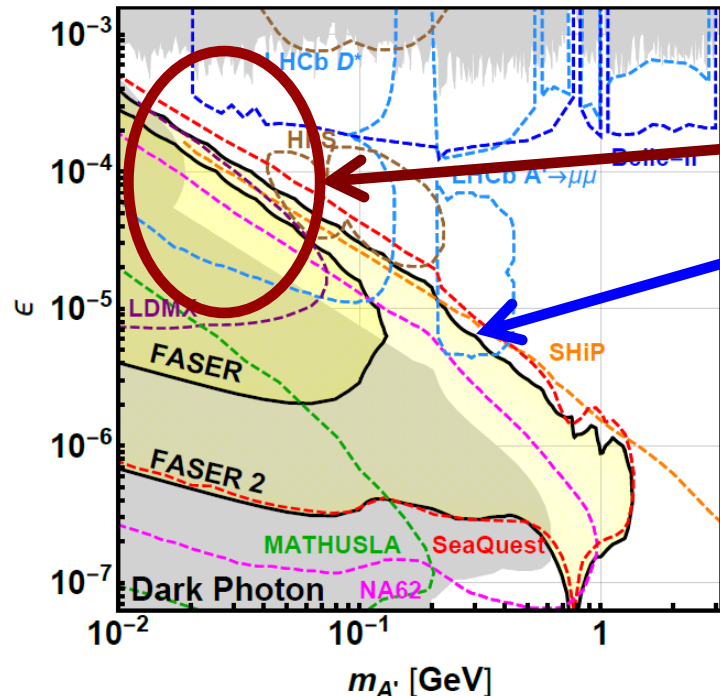 10⁻³
LHCb D*
HPS
10⁻⁴
LHCb A'→μμ
Belle-II
ϵ
10⁻⁵
LDMX
SHiP
FASER
10⁻⁶
FASER 2
MATHUSLA
SeaQuest
NA62
10⁻⁷
Dark Photon
10⁻² 10⁻¹ 1
m_A' [GeV]